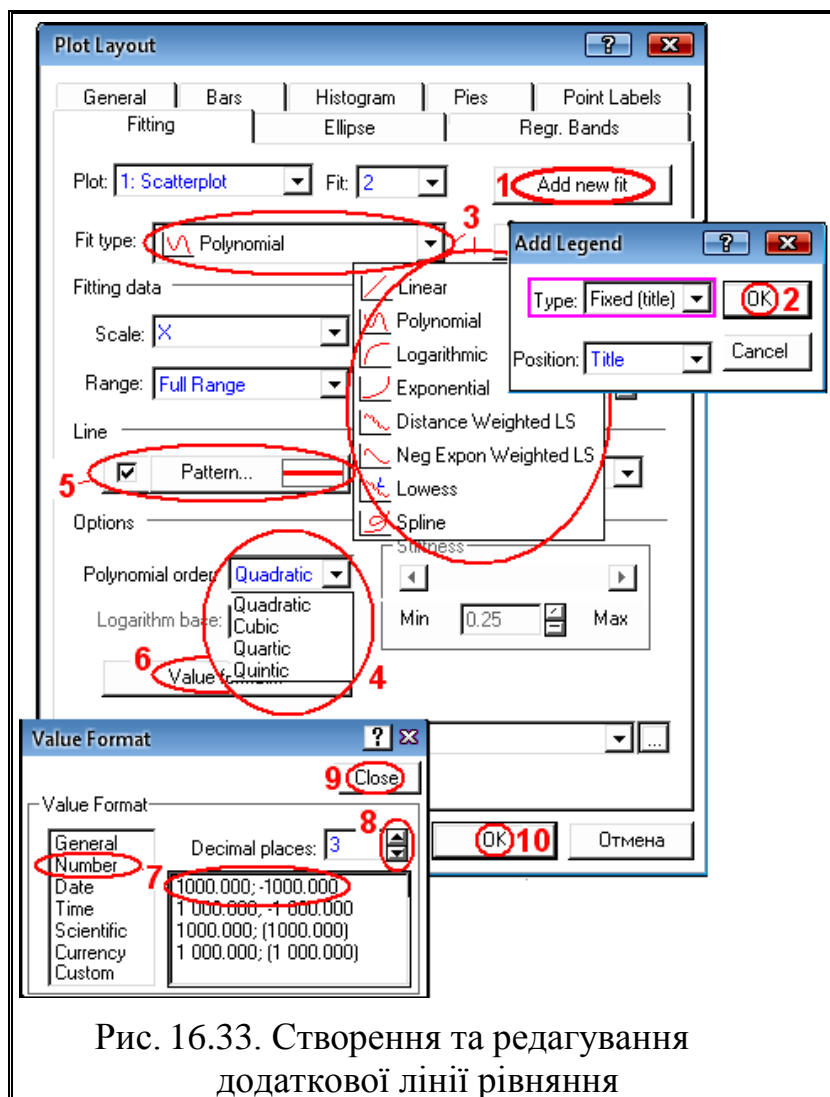 Plot Layout
General Bars Histogram Pies Point Labels
Fitting Ellipse Regr. Bands
Plot: 1: Scatterplot Fit: 2 1 Add new fit
3
Fit type: Polynomial
Add Legend
Type: Fixed (title) OK 2
Position: Title Cancel
Fitting data
Scale: X
Range: Full Range
Linear
Polynomial
Logarithmic
Exponential
Distance Weighted LS
Neg Expon Weighted LS
Lowess
Spline
Line
5 Pattern...
Options
Polynomial order: Quadratic
Quadratic
Cubic
Quartic
Quintic
4
Logarithm base:
Stiffness
Min 0.25 Max
6 Value
Value Format
9 Close
Value Format
General
Number
Date
Time
Scientific
Currency
Custom
Decimal places: 3 8
7 1000.000; -1000.000
1 000.000; -1 000.000
1000.000; (1000.000)
1 000.000; (1 000.000)
...
OK 10 Отмена
Рис. 16.33. Створення та редагування
додаткової лінії рівняння